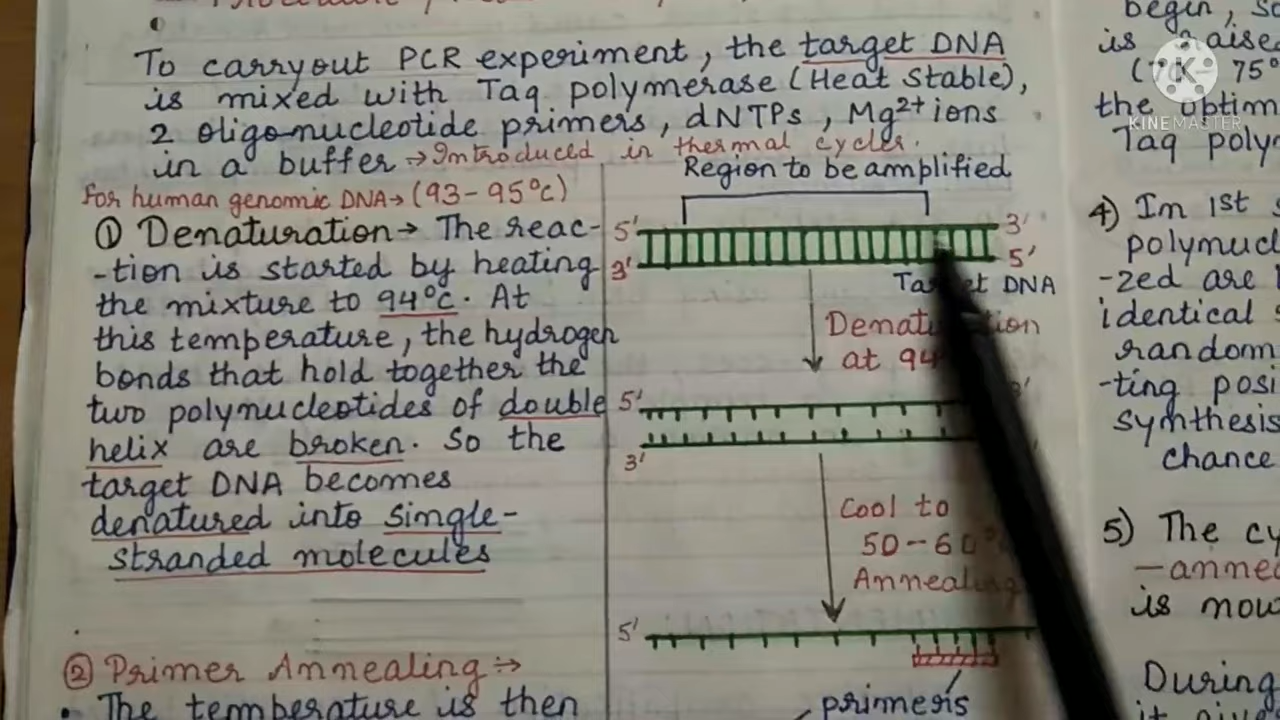 To carryout PCR experiment, the target DNA
is mixed with Taq polymerase (Heat Stable),
2 oligonucleotide primers, dNTPs, Mg2+ ions
in a buffer → Introduced in thermal cycler.
for human genomic DNA → (93-95°C)
① Denaturation → The reac-
-tion is started by heating
the mixture to 94°C. At
this temperature, the hydrogen
bonds that hold together the
two polynucleotides of double
helix are broken. So the
target DNA becomes
denatured into single-
stranded molecules
② Primer Annealing →
• The temperature is then
Region to be amplified
5' 3'
3' 5'
DNA
at
5'
3'
Cool to
50-60°
Annealing
5'
primers
begin,
is raise
75°
the optim
Taq poly
4) In 1st
polynucl
-zed are
identical
random
-ting posi
synthesis
chance
5) The cy
-annea
is now
During
KINEMASTER
K